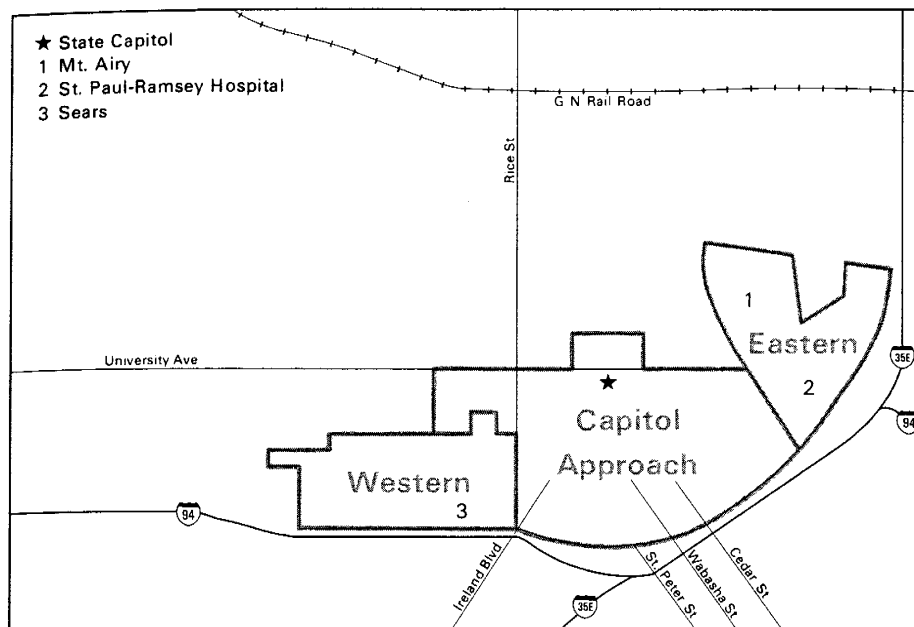 ★ State Capitol
1 Mt. Airy
2 St. Paul-Ramsey Hospital
3 Sears
G N Rail Road
Rice St
1
Eastern
2
University Ave
35E
94
Capitol
Approach
Western
3
94
Ireland Blvd
St. Peter St
Wabasha St
Cedar St
35E